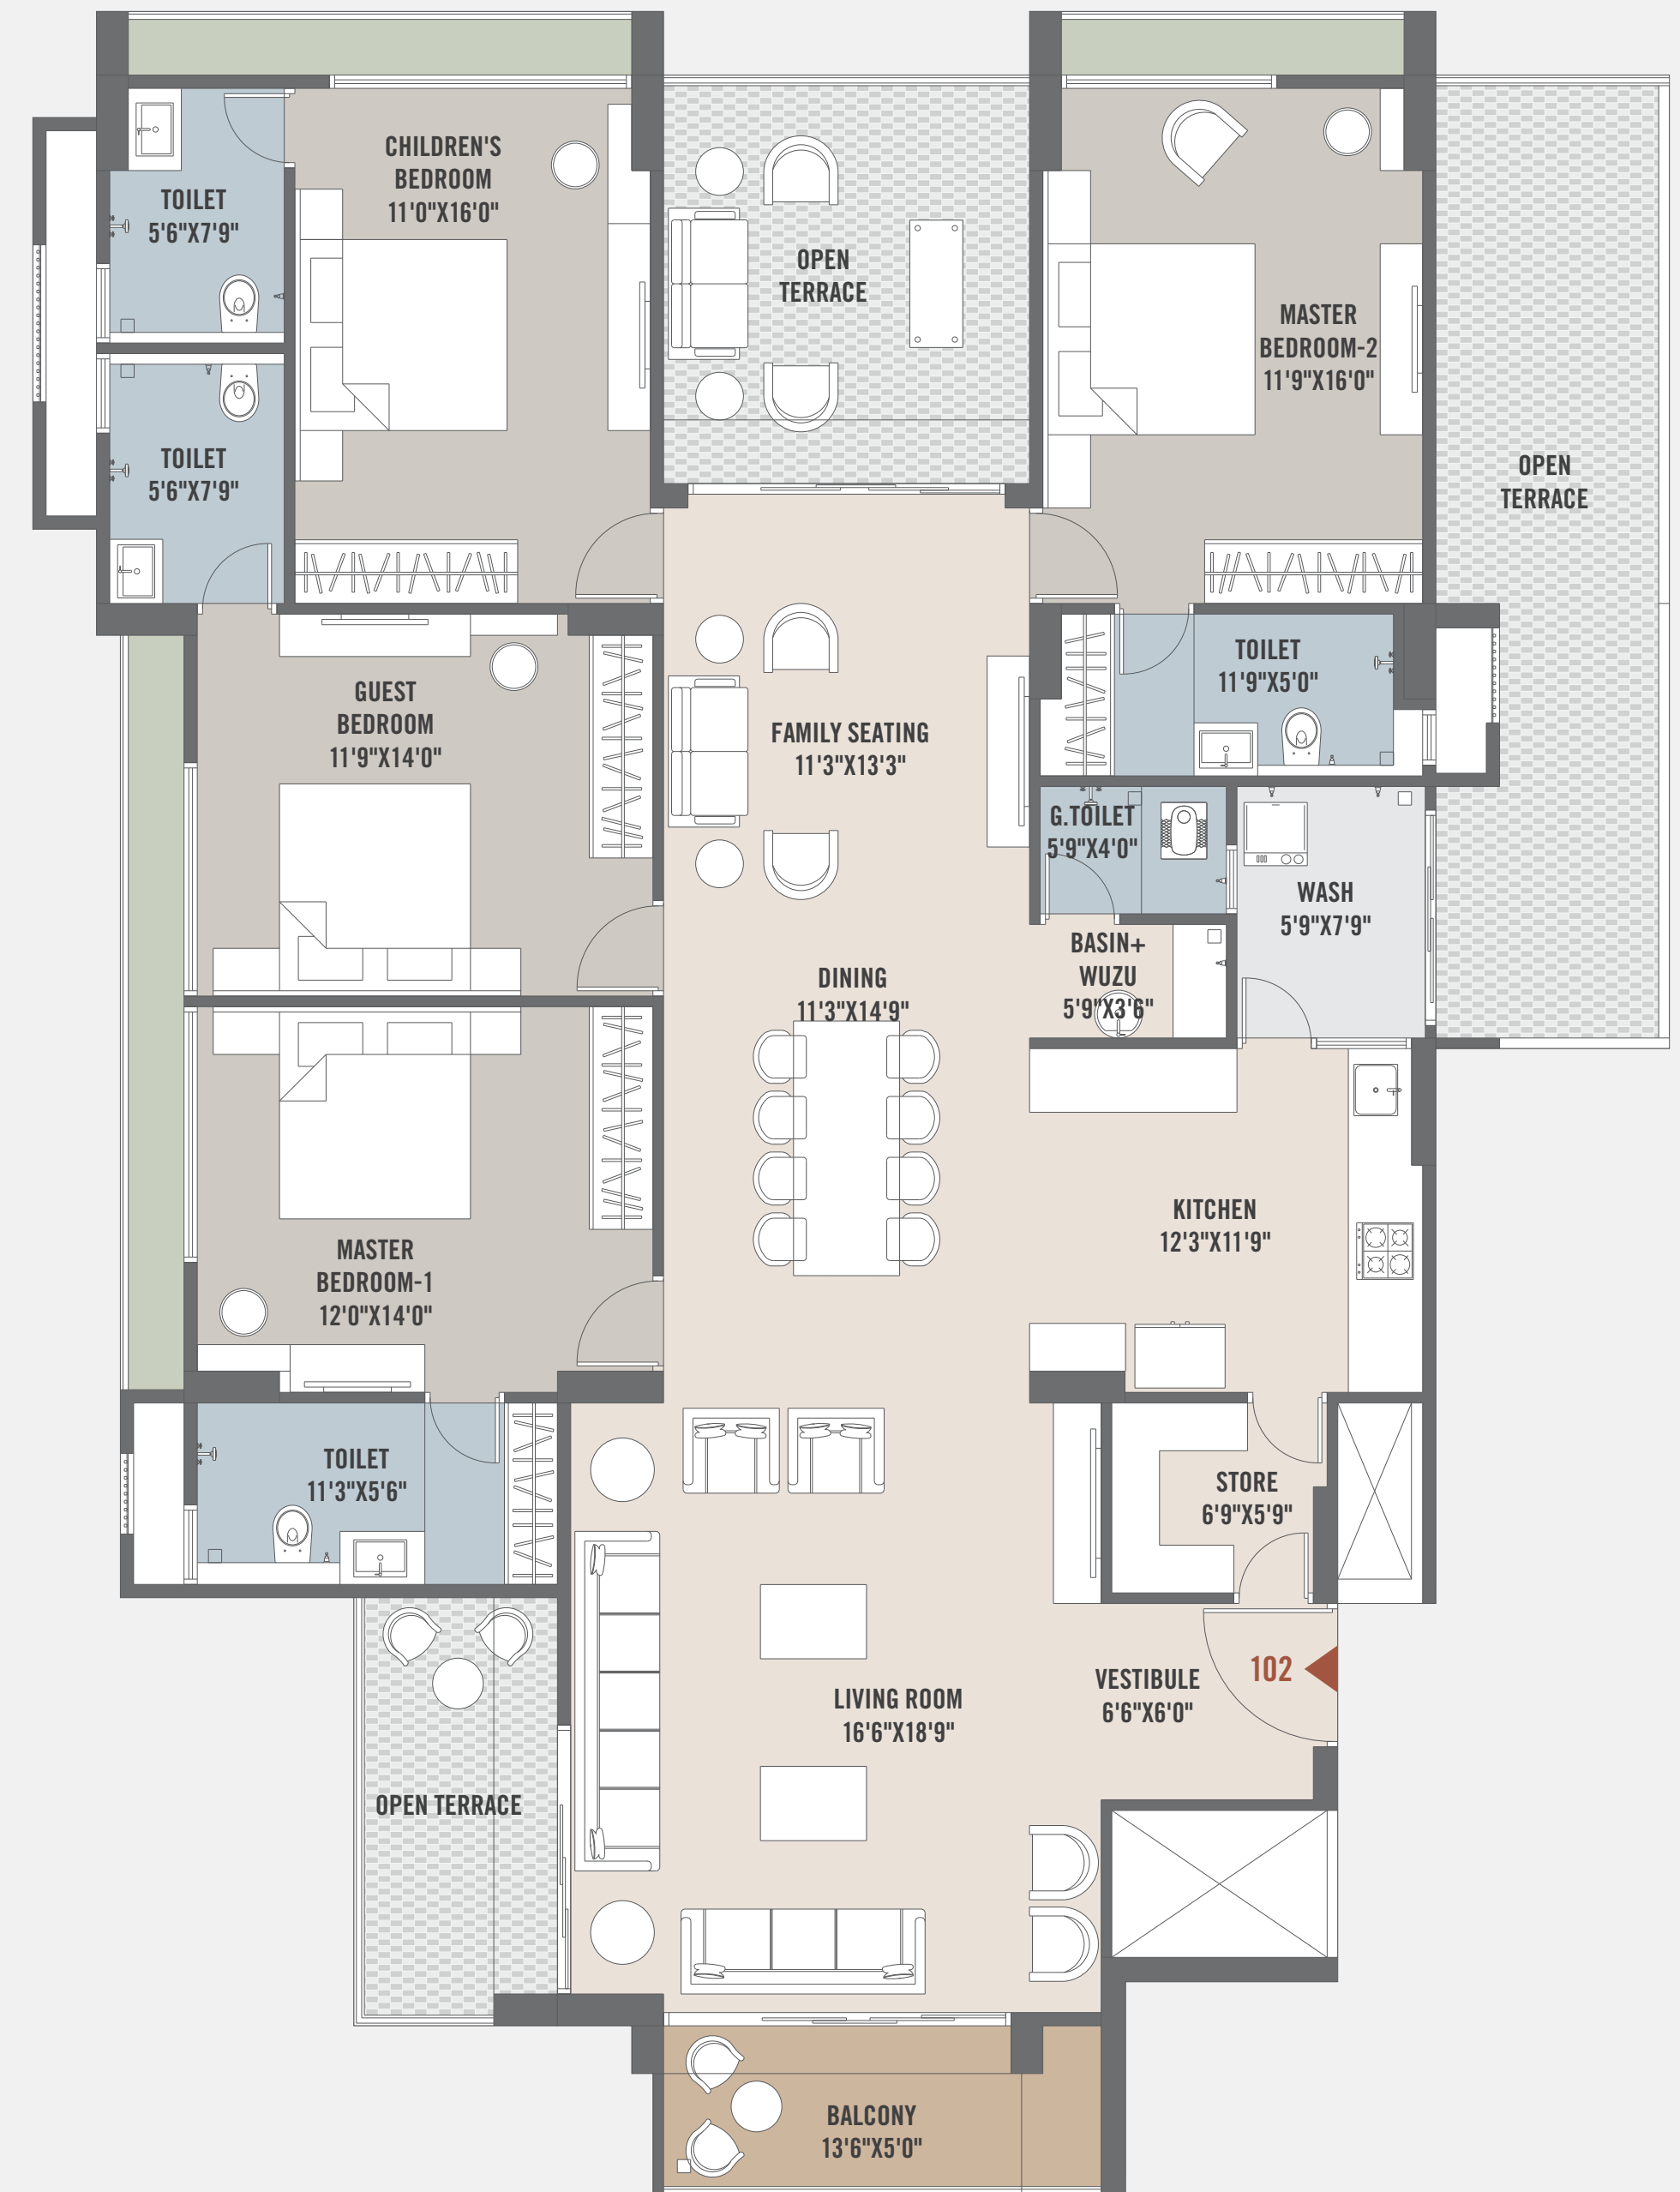 CHILDREN'S
BEDROOM
11'0"X16'0"
TOILET
5'6"X7'9"
OPEN
TERRACE
MASTER
BEDROOM-2
11'9"X16'0"
TOILET
5'6"X7'9"
OPEN
TERRACE
GUEST
BEDROOM
11'9"X14'0"
FAMILY SEATING
11'3"X13'3"
TOILET
11'9"X5'0"
G.TOILET
5'9"X4'0"
WASH
5'9"X7'9"
BASIN+
WUZU
5'9"X3'6"
DINING
11'3"X14'9"
KITCHEN
12'3"X11'9"
MASTER
BEDROOM-1
12'0"X14'0"
TOILET
11'3"X5'6"
STORE
6'9"X5'9"
LIVING ROOM
16'6"X18'9"
VESTIBULE
6'6"X6'0"
102
OPEN TERRACE
BALCONY
13'6"X5'0"